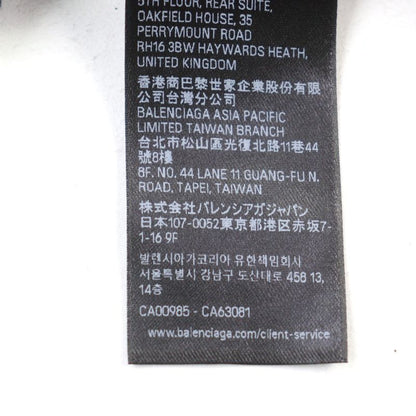 5TH FLOOR, REAR SUITE,
OAKFIELD HOUSE, 35
PERRYMOUNT ROAD
RH16 3BW HAYWARDS HEATH,
UNITED KINGDOM
香港商巴黎世家企業股份有限
公司台灣分公司
BALENCIAGA ASIA PACIFIC
LIMITED TAIWAN BRANCH
台北市松山區光復北路11巷44
號8樓
8F. NO. 44 LANE 11 GUANG-FU N.
ROAD, TAPEI, TAIWAN
株式会社バレンシアガジャパン
日本107-0052東京都港区赤坂7-
1-16 9F
발렌시아가코리아 유한책임회사
서울특별시 강남구 도산대로 458 13,
14층
CA00985 - CA63081
www.balenciaga.com/client-service